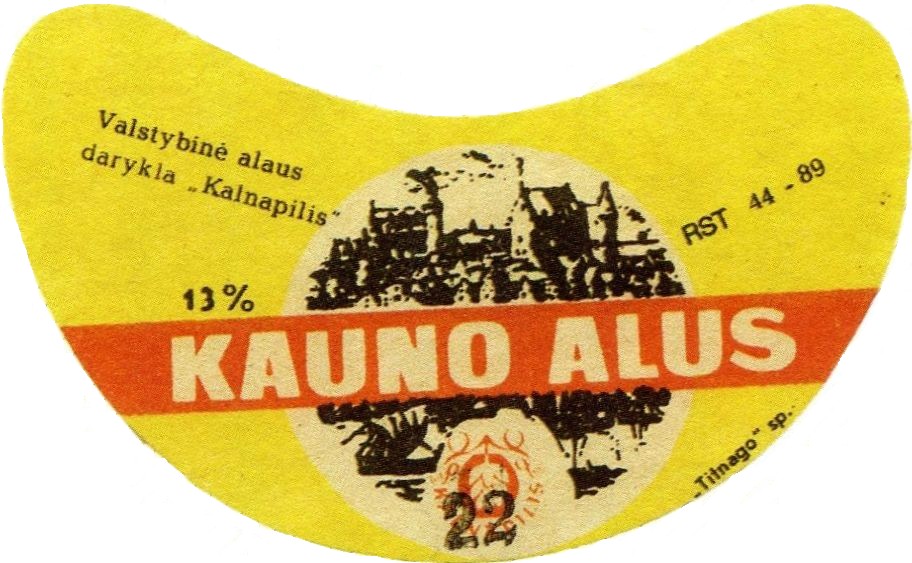 Valstybinė alaus
darykla „Kalnapilis"
RST 44 - 89
13%
KAUNO ALUS
„Titnago" sp.
22